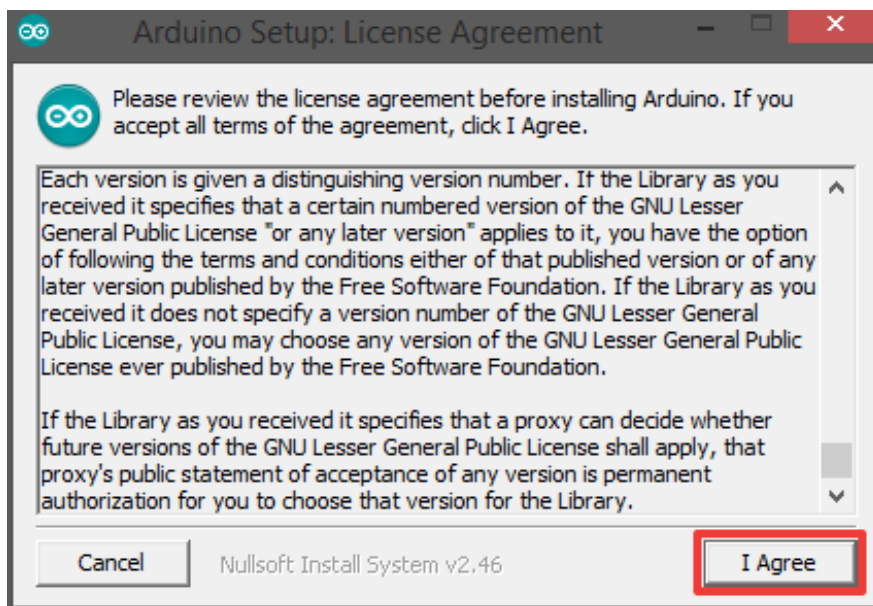 Arduino Setup: License Agreement
Please review the license agreement before installing Arduino. If you
accept all terms of the agreement, click I Agree.
Each version is given a distinguishing version number. If the Library as you
received it specifies that a certain numbered version of the GNU Lesser
General Public License "or any later version" applies to it, you have the option
of following the terms and conditions either of that published version or of any
later version published by the Free Software Foundation. If the Library as you
received it does not specify a version number of the GNU Lesser General
Public License, you may choose any version of the GNU Lesser General Public
License ever published by the Free Software Foundation.
If the Library as you received it specifies that a proxy can decide whether
future versions of the GNU Lesser General Public License shall apply, that
proxy's public statement of acceptance of any version is permanent
authorization for you to choose that version for the Library.
Cancel
Nullsoft Install System v2.46
I Agree